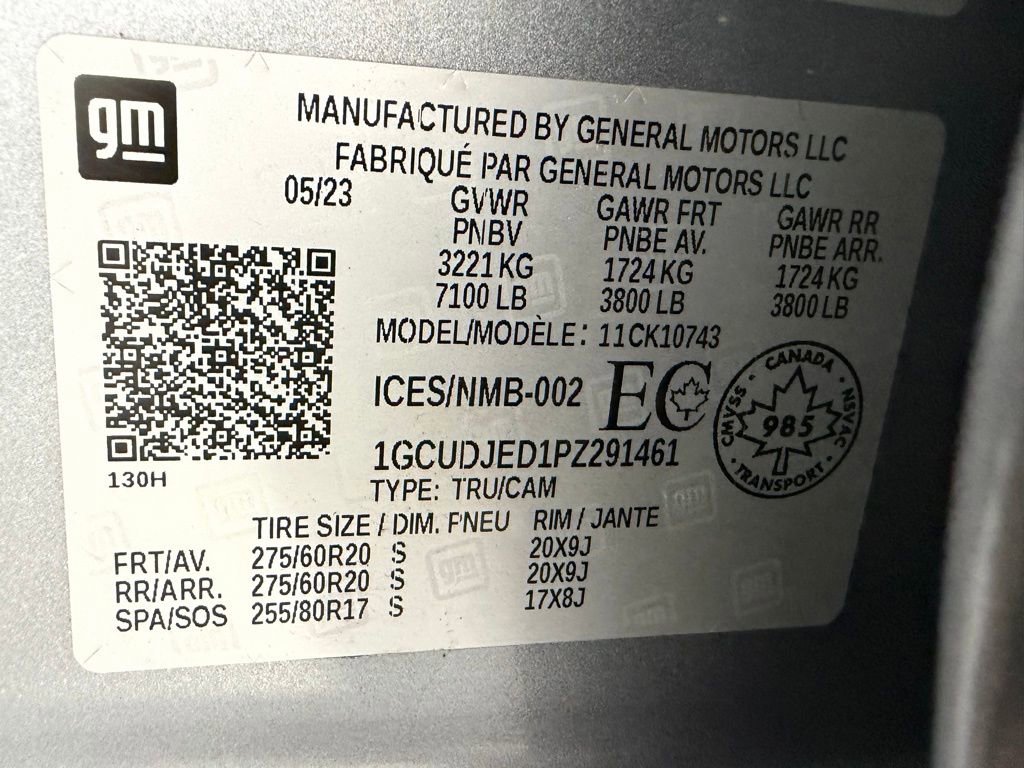 gm
MANUFACTURED BY GENERAL MOTORS LLC
FABRIQUÉ PAR GENERAL MOTORS LLC
05/23 GVWR GAWR FRT GAWR RR
PNBV PNBE AV. PNBE ARR.
3221 KG 1724 KG 1724 KG
7100 LB 3800 LB 3800 LB
MODEL/MODÈLE: 11CK10743
ICES/NMB-002 EC
CANADA
CMVSS 985 NSVAC
TRANSPORT
1GCUDJED1PZ291461
130H
TYPE: TRU/CAM
TIRE SIZE / DIM. PNEU RIM / JANTE
FRT/AV. 275/60R20 S 20X9J
RR/ARR. 275/60R20 S 20X9J
SPA/SOS 255/80R17 S 17X8J